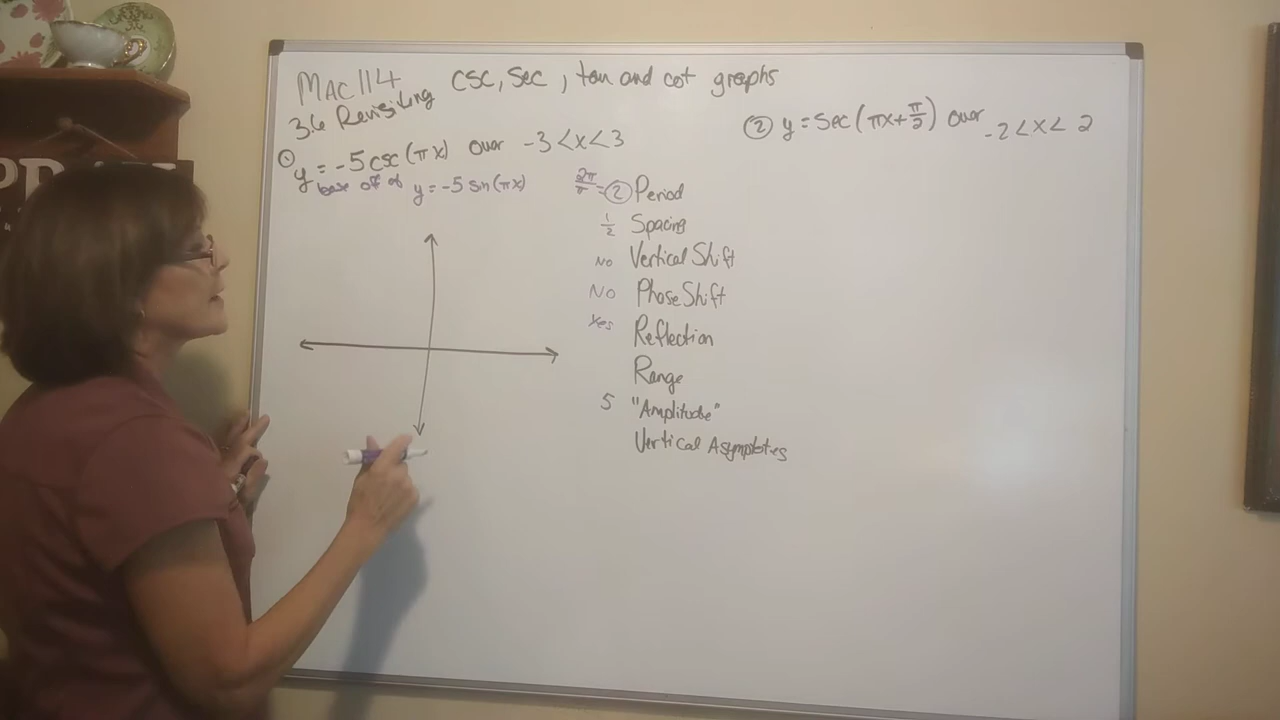 MAC114
csc, sec, tan and cot graphs
3.6 Revisiting
① y = -5 csc(πx) over -3<x<3
base off of y = -5 sin(πx)
2π/π = ② Period
1/2 Spacing
No Vertical Shift
No Phase Shift
Yes Reflection
Range
5 "Amplitude"
Vertical Asymptotes
② y = sec(πx+π/2) over -2<x<2